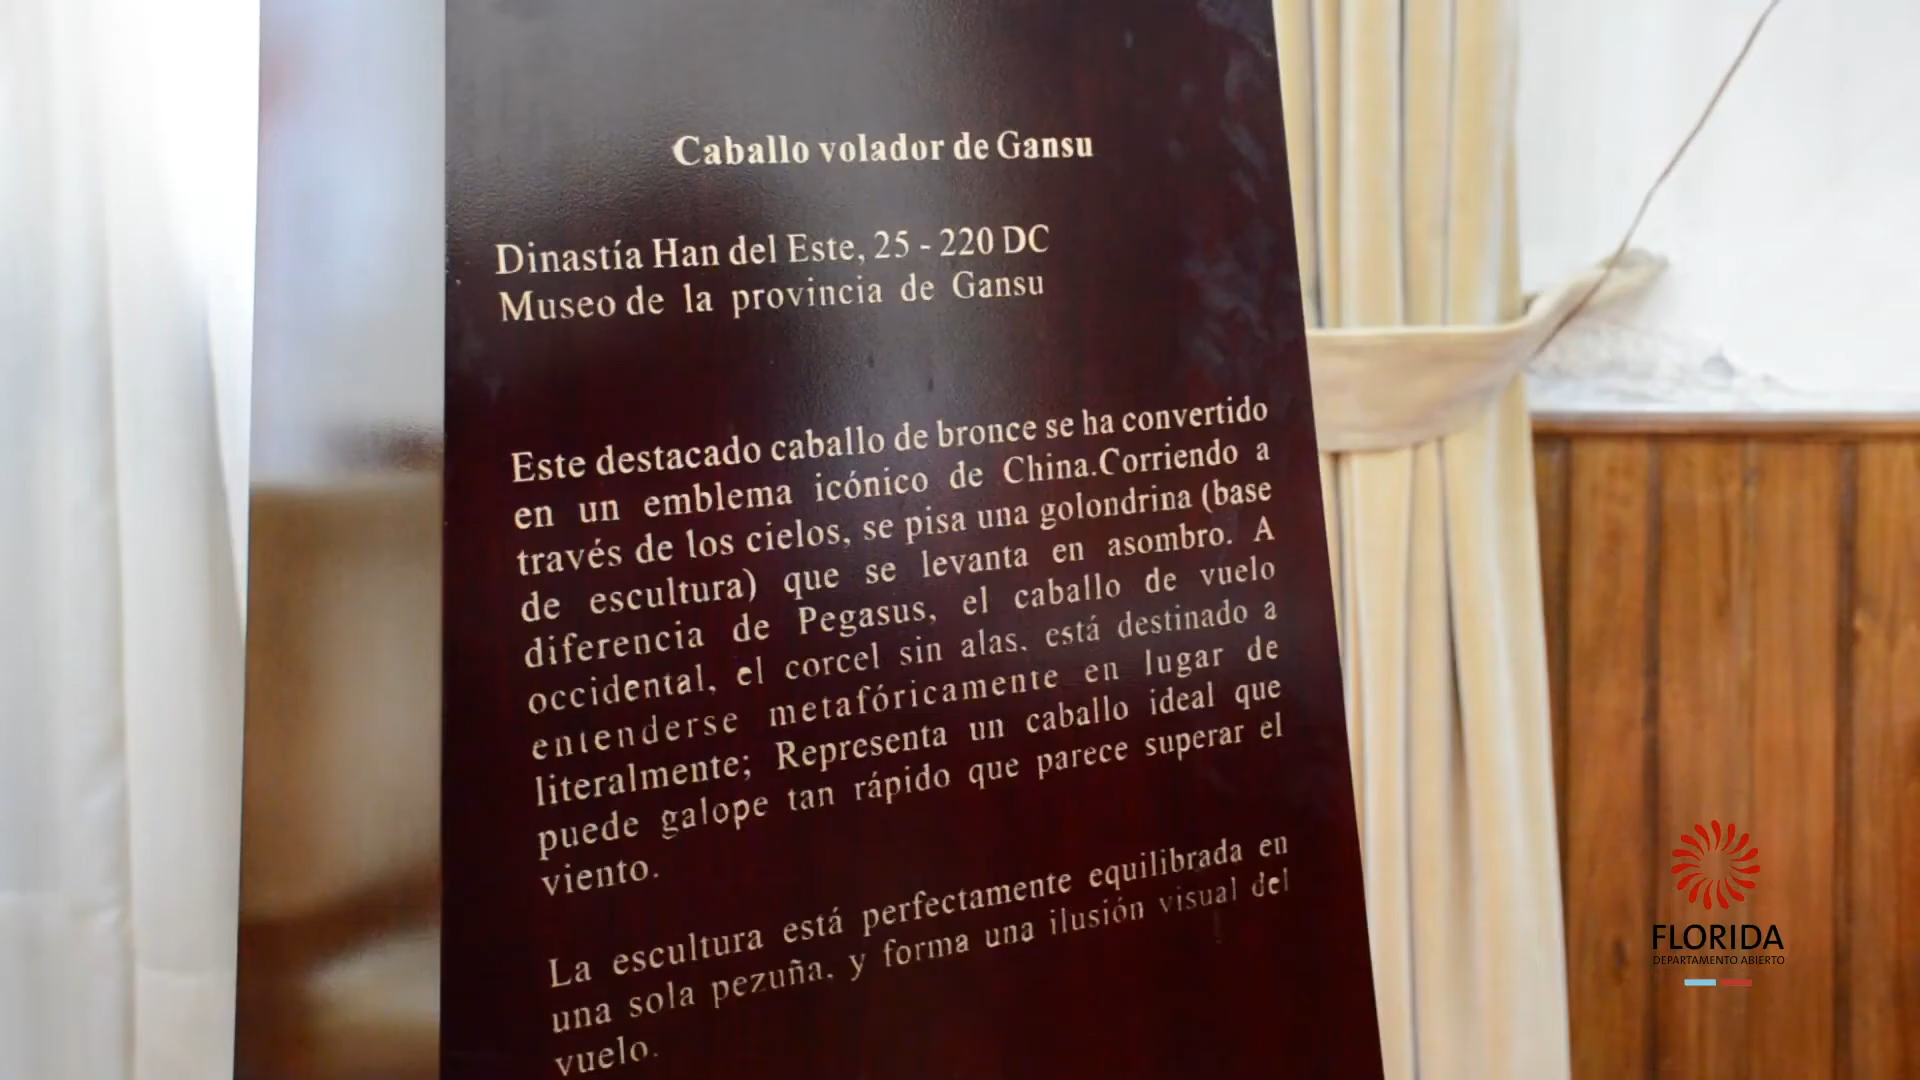 Caballo volador de Gansu
Dinastía Han del Este, 25 - 220 DC
Museo de la provincia de Gansu
Este destacado caballo de bronce se ha convertido
en un emblema icónico de China.Corriendo a
través de los cielos, se pisa una golondrina (base
de escultura) que se levanta en asombro. A
diferencia de Pegasus, el caballo de vuelo
occidental, el corcel sin alas, está destinado a
entenderse metafóricamente en lugar de
literalmente; Representa un caballo ideal que
puede galope tan rápido que parece superar el
viento.
La escultura está perfectamente equilibrada en
una sola pezuña, y forma una ilusión visual del
vuelo.
FLORIDA
DEPARTAMENTO ABIERTO